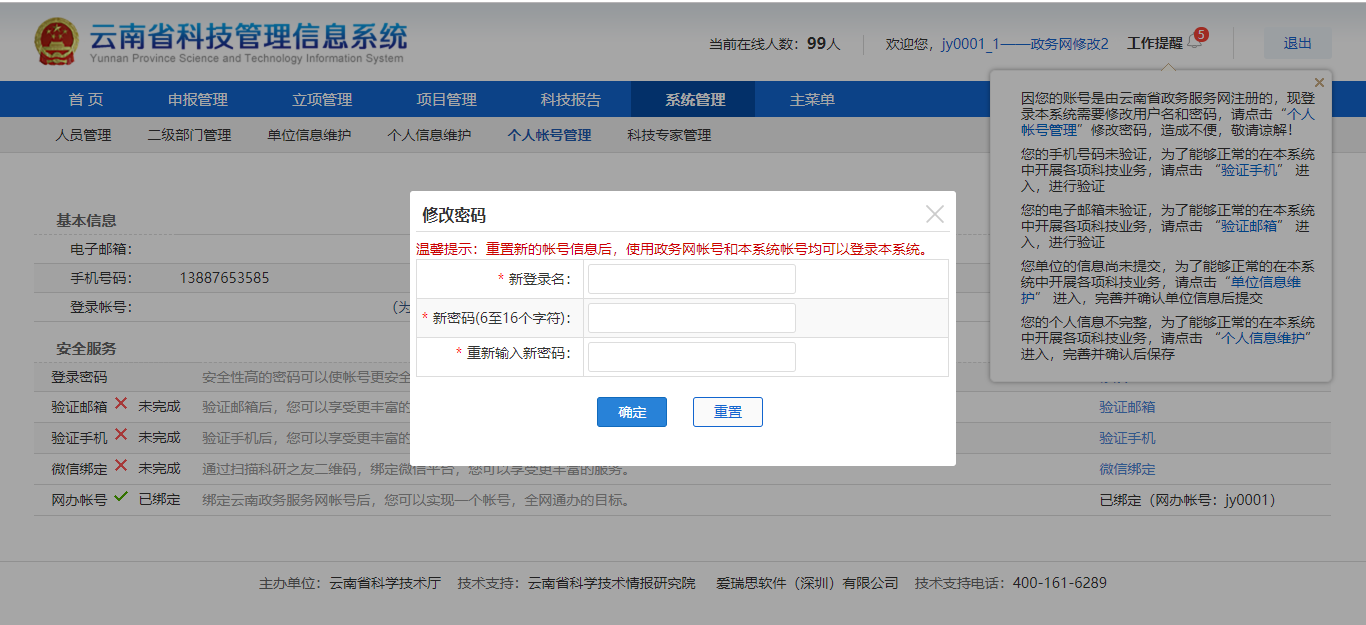 云南省科技管理信息系统
Yunnan Province Science and Technology Information System
当前在线人数：99人
欢迎您，jy0001_1——政务网修改2
工作提醒
5
退出
首 页
申报管理
立项管理
项目管理
科技报告
系统管理
主菜单
人员管理
二级部门管理
单位信息维护
个人信息维护
个人帐号管理
科技专家管理
因您的账号是由云南省政务服务网注册的，现登
录本系统需要修改用户名和密码，请点击“个人
帐号管理”修改密码，造成不便，敬请谅解！
您的手机号码未验证，为了能够正常的在本系统
中开展各项科技业务，请点击 “验证手机” 进
入，进行验证
您的电子邮箱未验证，为了能够正常的在本系统
中开展各项科技业务，请点击 “验证邮箱” 进
入，进行验证
您单位的信息尚未提交，为了能够正常的在本系
统中开展各项科技业务，请点击“单位信息维
护” 进入，完善并确认单位信息后提交
您的个人信息不完整，为了能够正常的在本系统
中开展各项科技业务，请点击 “个人信息维护”
进入，完善并确认后保存
修改密码
温馨提示：重置新的帐号信息后，使用政务网帐号和本系统帐号均可以登录本系统。
* 新登录名：
* 新密码(6至16个字符)：
* 重新输入新密码：
确定
重置
基本信息
电子邮箱：
手机号码： 13887653585
登录帐号： (为
安全服务
登录密码 安全性高的密码可以使帐号更安全
验证邮箱 未完成 验证邮箱后，您可以享受更丰富的 验证邮箱
验证手机 未完成 验证手机后，您可以享受更丰富的 验证手机
微信绑定 未完成 通过扫描科研之友二维码，绑定微信平台，您可以享受更丰富的服务。 微信绑定
网办帐号 已绑定 绑定云南政务服务网帐号后，您可以实现一个帐号，全网通办的目标。 已绑定（网办帐号：jy0001）
主办单位：云南省科学技术厅 技术支持：云南省科学技术情报研究院 爱瑞思软件（深圳）有限公司 技术支持电话：400-161-6289